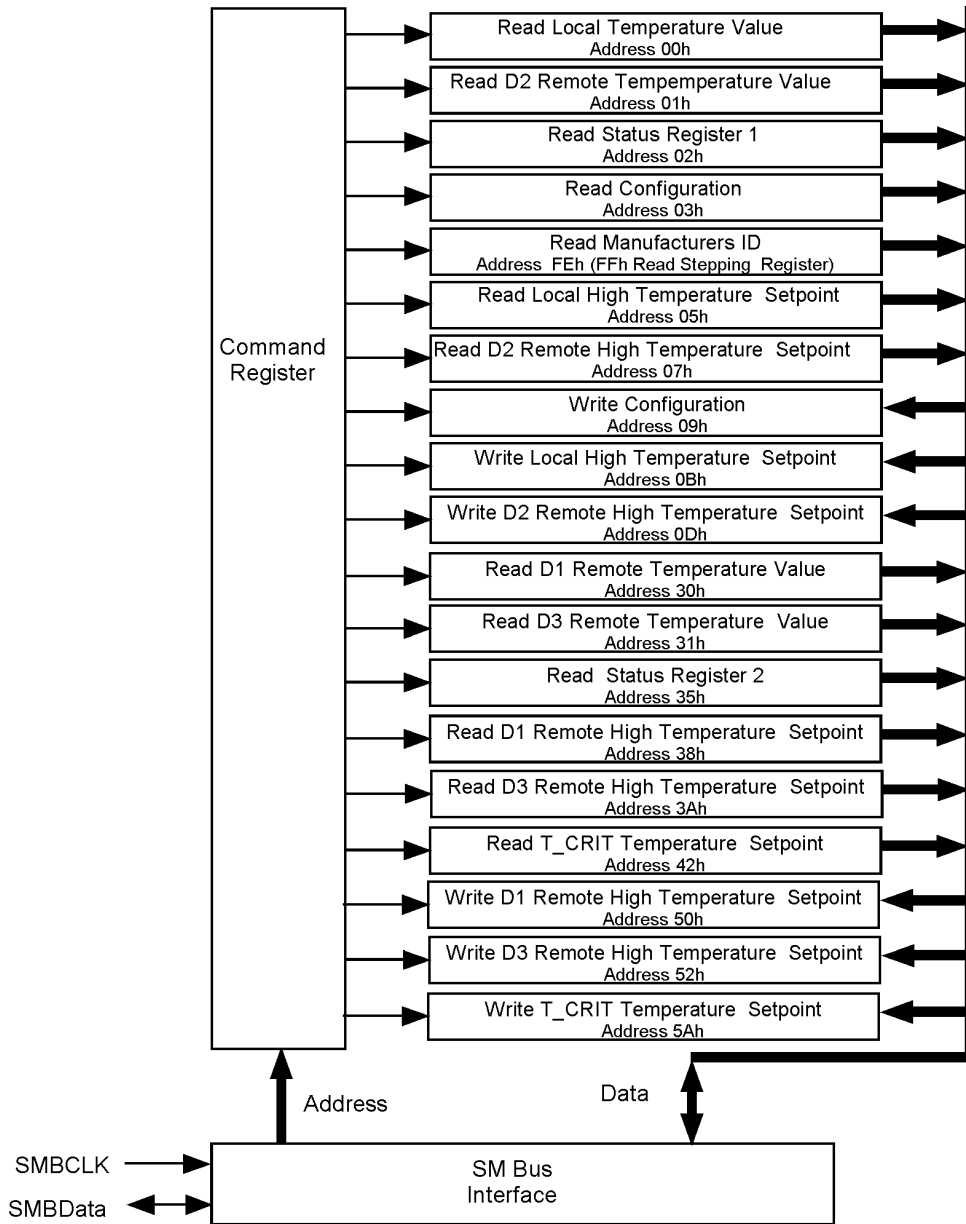 Read Local Temperature Value
Address 00h
Read D2 Remote Tempemperature Value
Address 01h
Read Status Register 1
Address 02h
Read Configuration
Address 03h
Read Manufacturers ID
Address FEh (FFh Read Stepping Register)
Read Local High Temperature Setpoint
Address 05h
Command
Register
Read D2 Remote High Temperature Setpoint
Address 07h
Write Configuration
Address 09h
Write Local High Temperature Setpoint
Address 0Bh
Write D2 Remote High Temperature Setpoint
Address 0Dh
Read D1 Remote Temperature Value
Address 30h
Read D3 Remote Temperature Value
Address 31h
Read Status Register 2
Address 35h
Read D1 Remote High Temperature Setpoint
Address 38h
Read D3 Remote High Temperature Setpoint
Address 3Ah
Read T_CRIT Temperature Setpoint
Address 42h
Write D1 Remote High Temperature Setpoint
Address 50h
Write D3 Remote High Temperature Setpoint
Address 52h
Write T_CRIT Temperature Setpoint
Address 5Ah
Address
Data
SMBCLK
SMBData
SM Bus
Interface